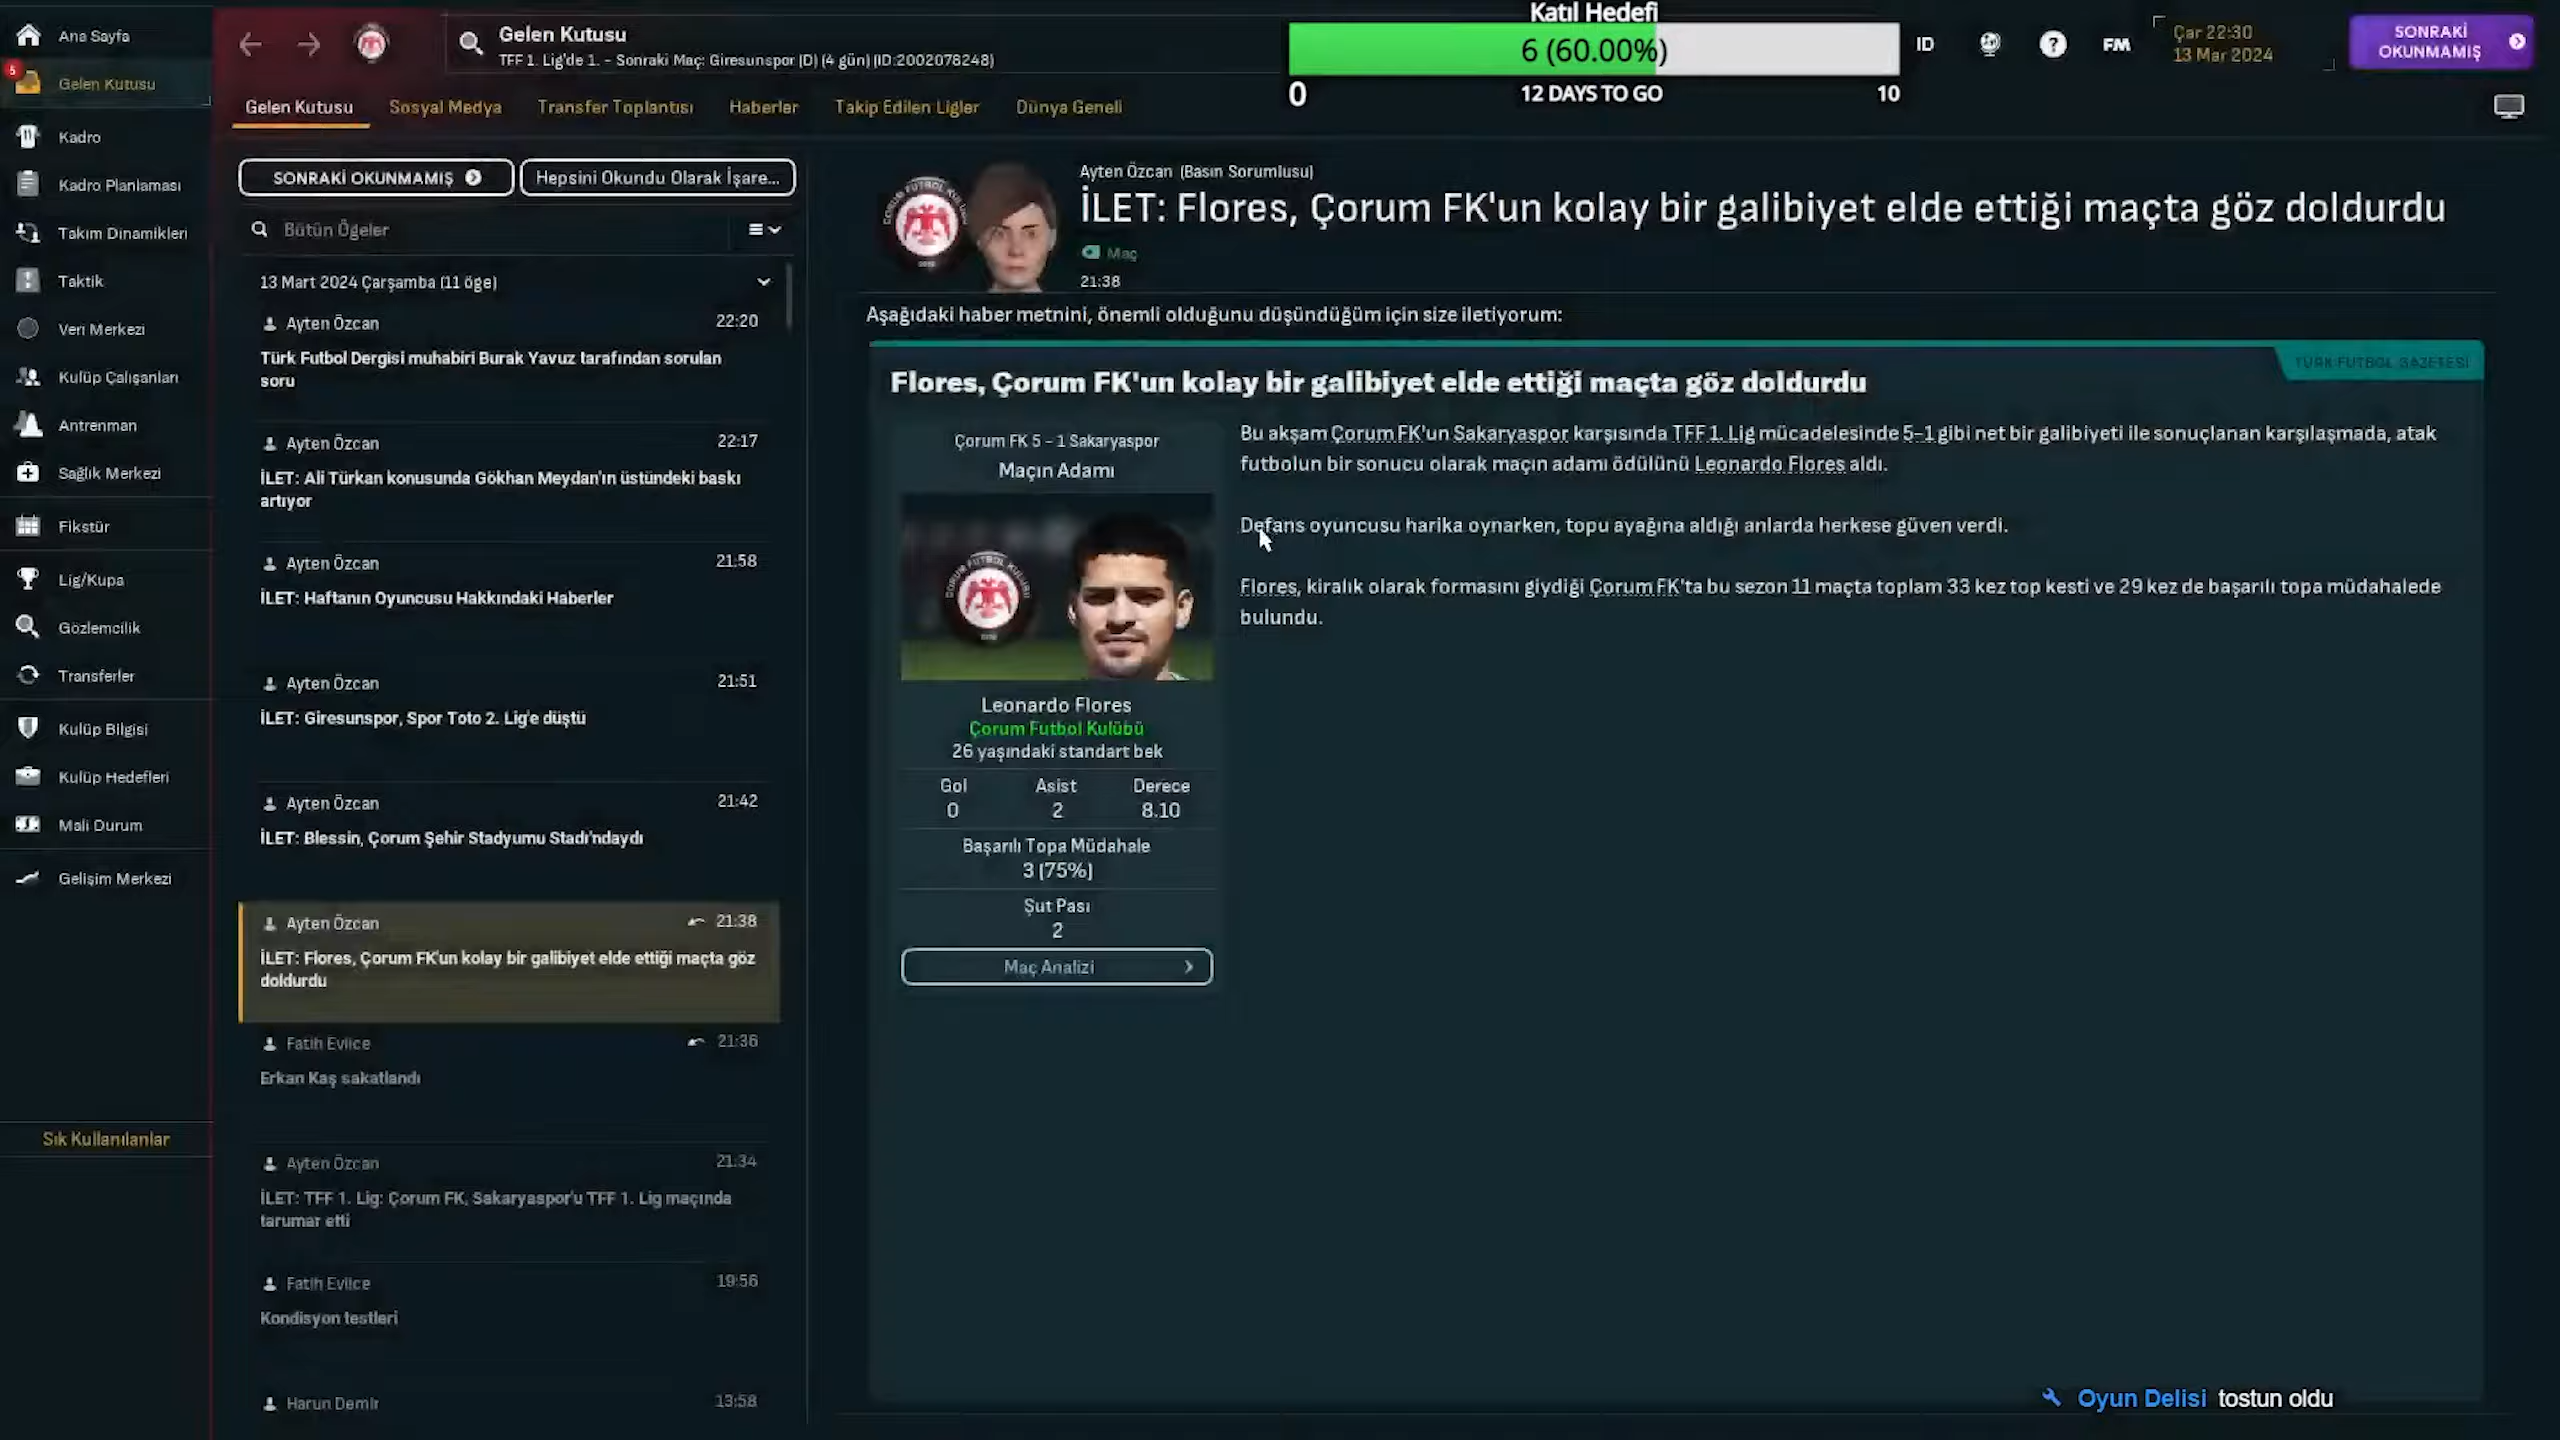 Ana Sayfa
5
Gelen Kutusu
Kadro
Kadro Planlaması
Takım Dinamikleri
Taktik
Veri Merkezi
Kulüp Çalışanları
Antrenman
Sağlık Merkezi
Fikstür
Lig/Kupa
Gözlemcilik
Transferler
Kulüp Bilgisi
Kulüp Hedefleri
Mali Durum
Gelişim Merkezi
Sık Kullanılanlar
Gelen Kutusu
TFF 1. Lig'de 1. - Sonraki Maç: Giresunspor (D) (4 gün) (ID:2002078248)
Katıl Hedefi
6 (60.00%)
0
12 DAYS TO GO
10
ID
FM
Çar 22:30
13 Mar 2024
SONRAKİ
OKUNMAMIŞ
Gelen Kutusu Sosyal Medya Transfer Toplantısı Haberler Takip Edilen Ligler Dünya Geneli
SONRAKİ OKUNMAMIŞ
Hepsini Okundu Olarak İşare...
Bütün Ögeler
13 Mart 2024 Çarşamba (11 öge)
Ayten Özcan 22:20
Türk Futbol Dergisi muhabiri Burak Yavuz tarafından sorulan
soru
Ayten Özcan 22:17
İLET: Ali Türkan konusunda Gökhan Meydan'ın üstündeki baskı
artıyor
Ayten Özcan 21:58
İLET: Haftanın Oyuncusu Hakkındaki Haberler
Ayten Özcan 21:51
İLET: Giresunspor, Spor Toto 2. Lig'e düştü
Ayten Özcan 21:42
İLET: Blessin, Çorum Şehir Stadyumu Stadı'ndaydı
Ayten Özcan 21:38
İLET: Flores, Çorum FK'un kolay bir galibiyet elde ettiği maçta göz
doldurdu
Fatih Evlice 21:36
Erkan Kaş sakatlandı
Ayten Özcan 21:34
İLET: TFF 1. Lig: Çorum FK, Sakaryaspor'u TFF 1. Lig maçında
tarumar etti
Fatih Evlice 19:56
Kondisyon testleri
Harun Demir 13:58
Ayten Özcan (Basın Sorumlusu)
İLET: Flores, Çorum FK'un kolay bir galibiyet elde ettiği maçta göz doldurdu
Maç
21:38
Aşağıdaki haber metnini, önemli olduğunu düşündüğüm için size iletiyorum:
TÜRK FUTBOL GAZETESİ
Flores, Çorum FK'un kolay bir galibiyet elde ettiği maçta göz doldurdu
Çorum FK 5 - 1 Sakaryaspor
Maçın Adamı
Leonardo Flores
Çorum Futbol Kulübü
26 yaşındaki standart bek
Gol Asist Derece
0 2 8.10
Başarılı Topa Müdahale
3 (75%)
Şut Pası
2
Maç Analizi
Bu akşam Çorum FK'un Sakaryaspor karşısında TFF 1. Lig mücadelesinde 5-1 gibi net bir galibiyeti ile sonuçlanan karşılaşmada, atak
futbolun bir sonucu olarak maçın adamı ödülünü Leonardo Flores aldı.
Defans oyuncusu harika oynarken, topu ayağına aldığı anlarda herkese güven verdi.
Flores, kiralık olarak formasını giydiği Çorum FK'ta bu sezon 11 maçta toplam 33 kez top kesti ve 29 kez de başarılı topa müdahalede
bulundu.
Oyun Delisi tostun oldu